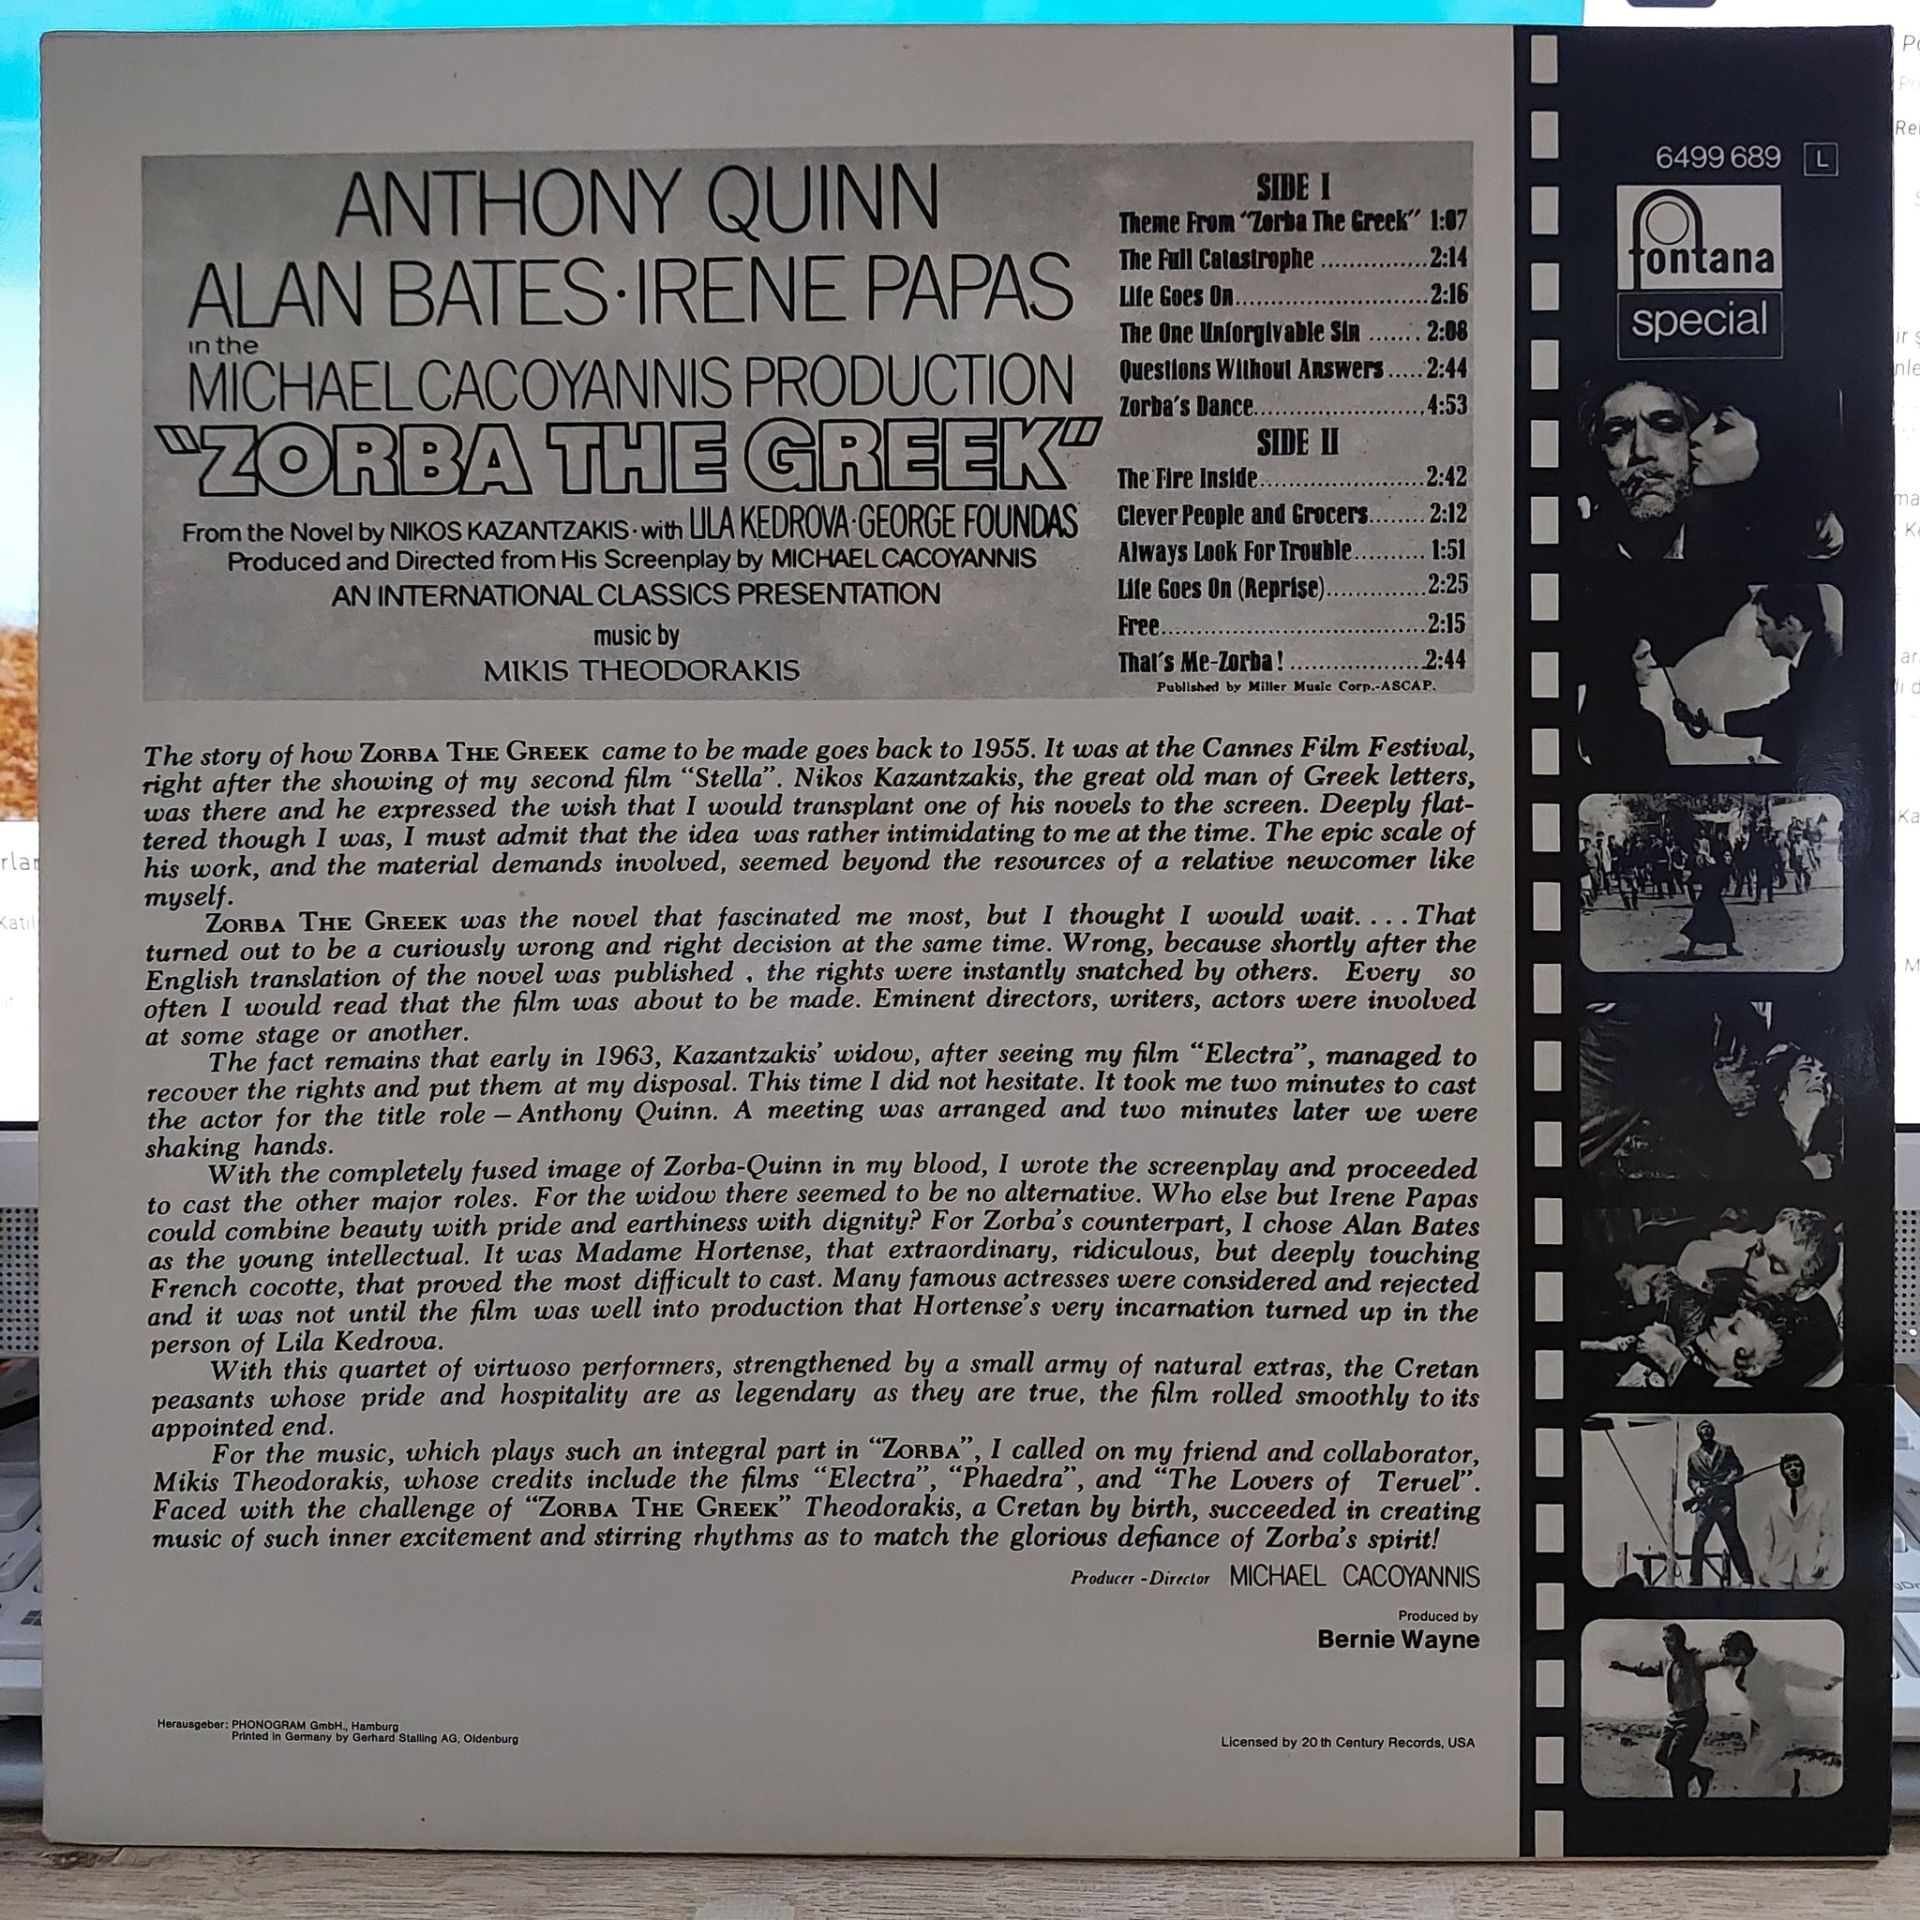 ANTHONY QUINN
ALAN BATES·IRENE PAPAS
in the
MICHAEL CACOYANNIS PRODUCTION
"ZORBA THE GREEK"
From the Novel by NIKOS KAZANTZAKIS · with LILA KEDROVA · GEORGE FOUNDAS
Produced and Directed from His Screenplay by MICHAEL CACOYANNIS
AN INTERNATIONAL CLASSICS PRESENTATION
music by
MIKIS THEODORAKIS
SIDE I
Theme From "Zorba The Greek" 1:07
The Full Catastrophe ...............2:14
Life Goes On..........................2:16
The One Unforgivable Sin .......2:08
Questions Without Answers.....2:44
Zorba's Dance.......................4:53
SIDE II
The Fire Inside......................2:42
Clever People and Grocers........2:12
Always Look For Trouble.......... 1:51
Life Goes On (Reprise).............2:25
Free....................................2:15
That's Me-Zorba! ..................2:44
Published by Miller Music Corp.-ASCAP.
6499 689 L
fontana
special
The story of how ZORBA THE GREEK came to be made goes back to 1955. It was at the Cannes Film Festival,
right after the showing of my second film "Stella". Nikos Kazantzakis, the great old man of Greek letters,
was there and he expressed the wish that I would transplant one of his novels to the screen. Deeply flat-
tered though I was, I must admit that the idea was rather intimidating to me at the time. The epic scale of
his work, and the material demands involved, seemed beyond the resources of a relative newcomer like
myself.
ZORBA THE GREEK was the novel that fascinated me most, but I thought I would wait.... That
turned out to be a curiously wrong and right decision at the same time. Wrong, because shortly after the
English translation of the novel was published , the rights were instantly snatched by others. Every so
often I would read that the film was about to be made. Eminent directors, writers, actors were involved
at some stage or another.
The fact remains that early in 1963, Kazantzakis' widow, after seeing my film "Electra", managed to
recover the rights and put them at my disposal. This time I did not hesitate. It took me two minutes to cast
the actor for the title role – Anthony Quinn. A meeting was arranged and two minutes later we were
shaking hands.
With the completely fused image of Zorba-Quinn in my blood, I wrote the screenplay and proceeded
to cast the other major roles. For the widow there seemed to be no alternative. Who else but Irene Papas
could combine beauty with pride and earthiness with dignity? For Zorba's counterpart, I chose Alan Bates
as the young intellectual. It was Madame Hortense, that extraordinary, ridiculous, but deeply touching
French cocotte, that proved the most difficult to cast. Many famous actresses were considered and rejected
and it was not until the film was well into production that Hortense's very incarnation turned up in the
person of Lila Kedrova.
With this quartet of virtuoso performers, strengthened by a small army of natural extras, the Cretan
peasants whose pride and hospitality are as legendary as they are true, the film rolled smoothly to its
appointed end.
For the music, which plays such an integral part in "ZORBA", I called on my friend and collaborator,
Mikis Theodorakis, whose credits include the films "Electra", "Phaedra", and "The Lovers of Teruel".
Faced with the challenge of "ZORBA THE GREEK" Theodorakis, a Cretan by birth, succeeded in creating
music of such inner excitement and stirring rhythms as to match the glorious defiance of Zorba's spirit!
Producer - Director MICHAEL CACOYANNIS
Produced by
Bernie Wayne
Herausgeber: PHONOGRAM GmbH., Hamburg
Printed in Germany by Gerhard Stalling AG, Oldenburg
Licensed by 20 th Century Records, USA